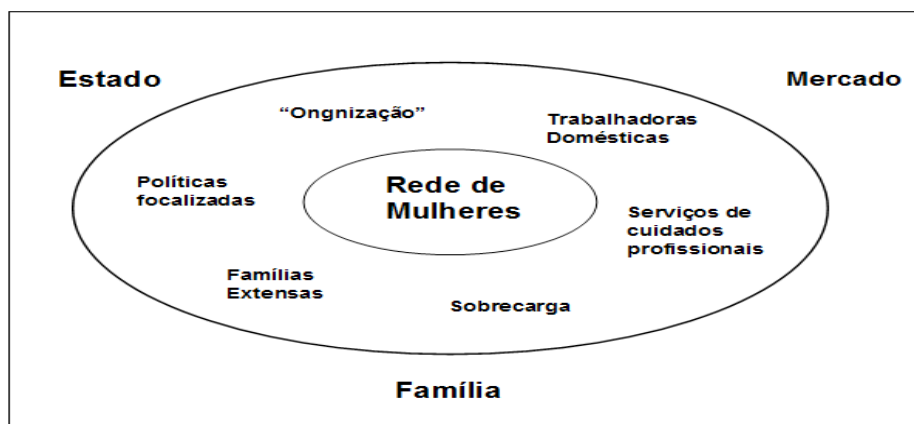 Estado
Mercado
“Ongnização”
Trabalhadoras
Domésticas
Políticas
focalizadas
Rede de
Mulheres
Serviços de
cuidados
profissionais
Famílias
Extensas
Sobrecarga
Família